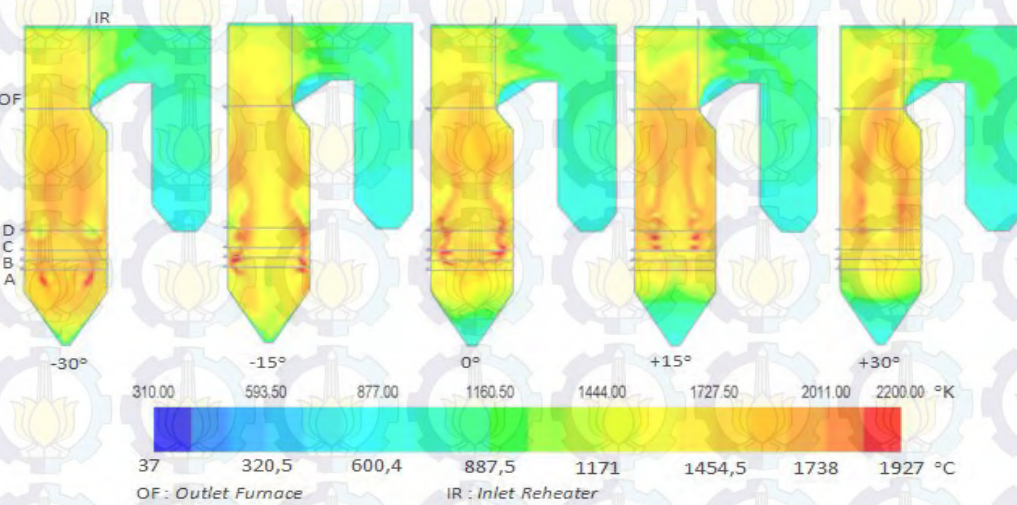 IR
OF
D
C
B
A
-30° -15° 0° +15° +30°
310.00 593.50 877.00 1160.50 1444.00 1727.50 2011.00 2200.00 °K
37 320,5 600,4 887,5 1171 1454,5 1738 1927 °C
OF : Outlet Furnace IR : Inlet Reheater